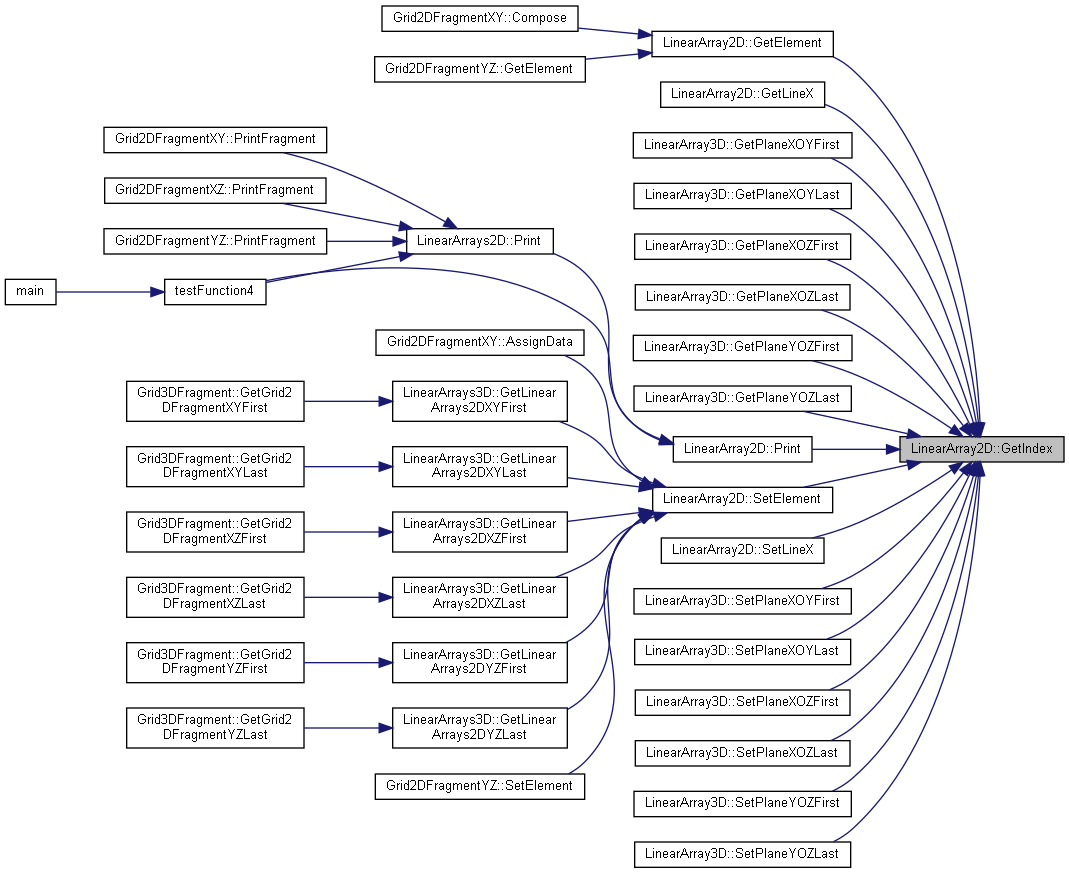 Grid2DFragmentXY::Compose
LinearArray2D::GetElement
Grid2DFragmentYZ::GetElement
LinearArray2D::GetLineX
Grid2DFragmentXY::PrintFragment
LinearArray3D::GetPlaneXOYFirst
Grid2DFragmentXZ::PrintFragment
LinearArray3D::GetPlaneXOYLast
Grid2DFragmentYZ::PrintFragment
LinearArrays2D::Print
LinearArray3D::GetPlaneXOZFirst
main
testFunction4
LinearArray3D::GetPlaneXOZLast
Grid2DFragmentXY::AssignData
LinearArray3D::GetPlaneYOZFirst
Grid3DFragment::GetGrid2
DFragmentXYFirst
LinearArrays3D::GetLinear
Arrays2DXYFirst
LinearArray3D::GetPlaneYOZLast
LinearArray2D::Print
LinearArray2D::GetIndex
Grid3DFragment::GetGrid2
DFragmentXYLast
LinearArrays3D::GetLinear
Arrays2DXYLast
LinearArray2D::SetElement
Grid3DFragment::GetGrid2
DFragmentXZFirst
LinearArrays3D::GetLinear
Arrays2DXZFirst
LinearArray2D::SetLineX
Grid3DFragment::GetGrid2
DFragmentXZLast
LinearArrays3D::GetLinear
Arrays2DXZLast
LinearArray3D::SetPlaneXOYFirst
Grid3DFragment::GetGrid2
DFragmentYZFirst
LinearArrays3D::GetLinear
Arrays2DYZFirst
LinearArray3D::SetPlaneXOYLast
LinearArray3D::SetPlaneXOZFirst
Grid3DFragment::GetGrid2
DFragmentYZLast
LinearArrays3D::GetLinear
Arrays2DYZLast
LinearArray3D::SetPlaneXOZLast
Grid2DFragmentYZ::SetElement
LinearArray3D::SetPlaneYOZFirst
LinearArray3D::SetPlaneYOZLast